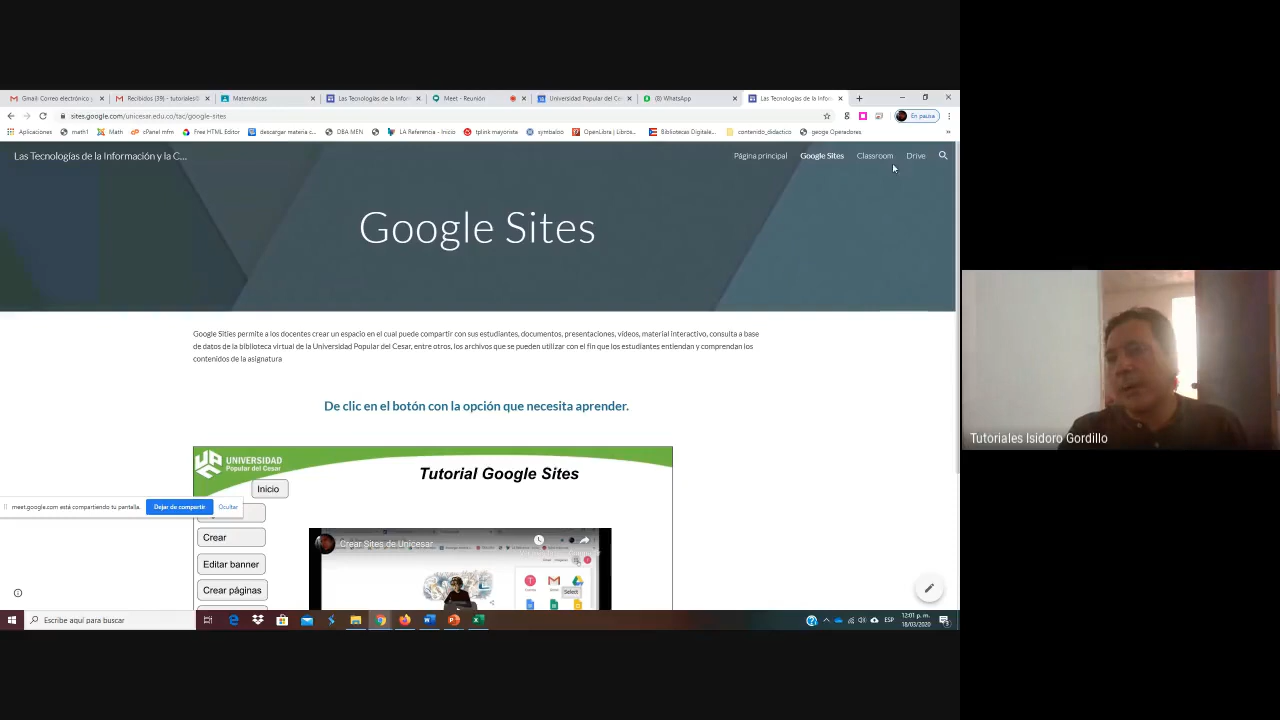 Gmail: Correo electrónico
Recibidos (39) - tutoriales
Matemáticas
Las Tecnologías de la Inform
Meet - Reunión
Universidad Popular del Ce
(8) WhatsApp
Las Tecnologías de la Inform
sites.google.com/unicesar.edu.co/tac/google-sites
En pausa
Aplicaciones
math1
Math
cPanel mfm
Free HTML Editor
descargar materia c...
DBA MEN
LA Referencia - Inicio
tplink mayorista
symbaloo
OpenLibra | Libros...
Bibliotecas Digitale...
contenido_didactico
geoge Operadores
Las Tecnologías de la Información y la C...
Página principal
Google Sites
Classroom
Drive
Google Sites
Google Sities permite a los docentes crear un espacio en el cual puede compartir con sus estudiantes, documentos, presentaciones, vídeos, material interactivo, consulta a base
de datos de la biblioteca virtual de la Universidad Popular del Cesar, entre otros, los archivos que se pueden utilizar con el fin que los estudiantes entiendan y comprendan los
contenidos de la asignatura
De clic en el botón con la opción que necesita aprender.
UNIVERSIDAD
Popular del Cesar
Tutorial Google Sites
Inicio
meet.google.com está compartiendo tu pantalla.
Dejar de compartir
Ocultar
Crear
Crear Sites de Unicesar
Editar banner
Select
Crear páginas
Escribe aquí para buscar
ESP
12:01 p. m.
18/03/2020
Tutoriales Isidoro Gordillo